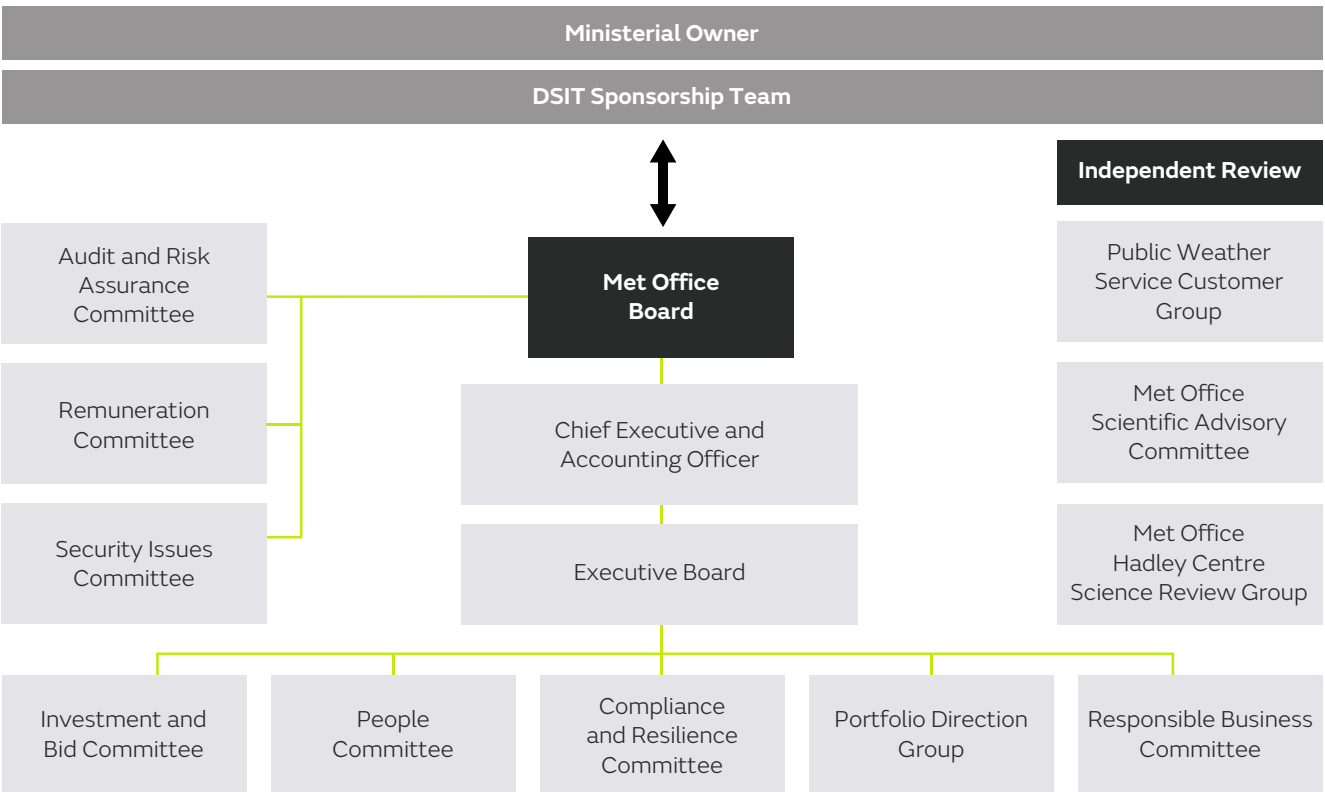 Ministerial Owner
DSIT Sponsorship Team
Independent Review
Audit and Risk
Assurance
Committee
Met Office
Board
Public Weather
Service Customer
Group
Remuneration
Committee
Chief Executive and
Accounting Officer
Met Office
Scientific Advisory
Committee
Security Issues
Committee
Executive Board
Met Office
Hadley Centre
Science Review Group
Investment and
Bid Committee
People
Committee
Compliance
and Resilience
Committee
Portfolio Direction
Group
Responsible Business
Committee